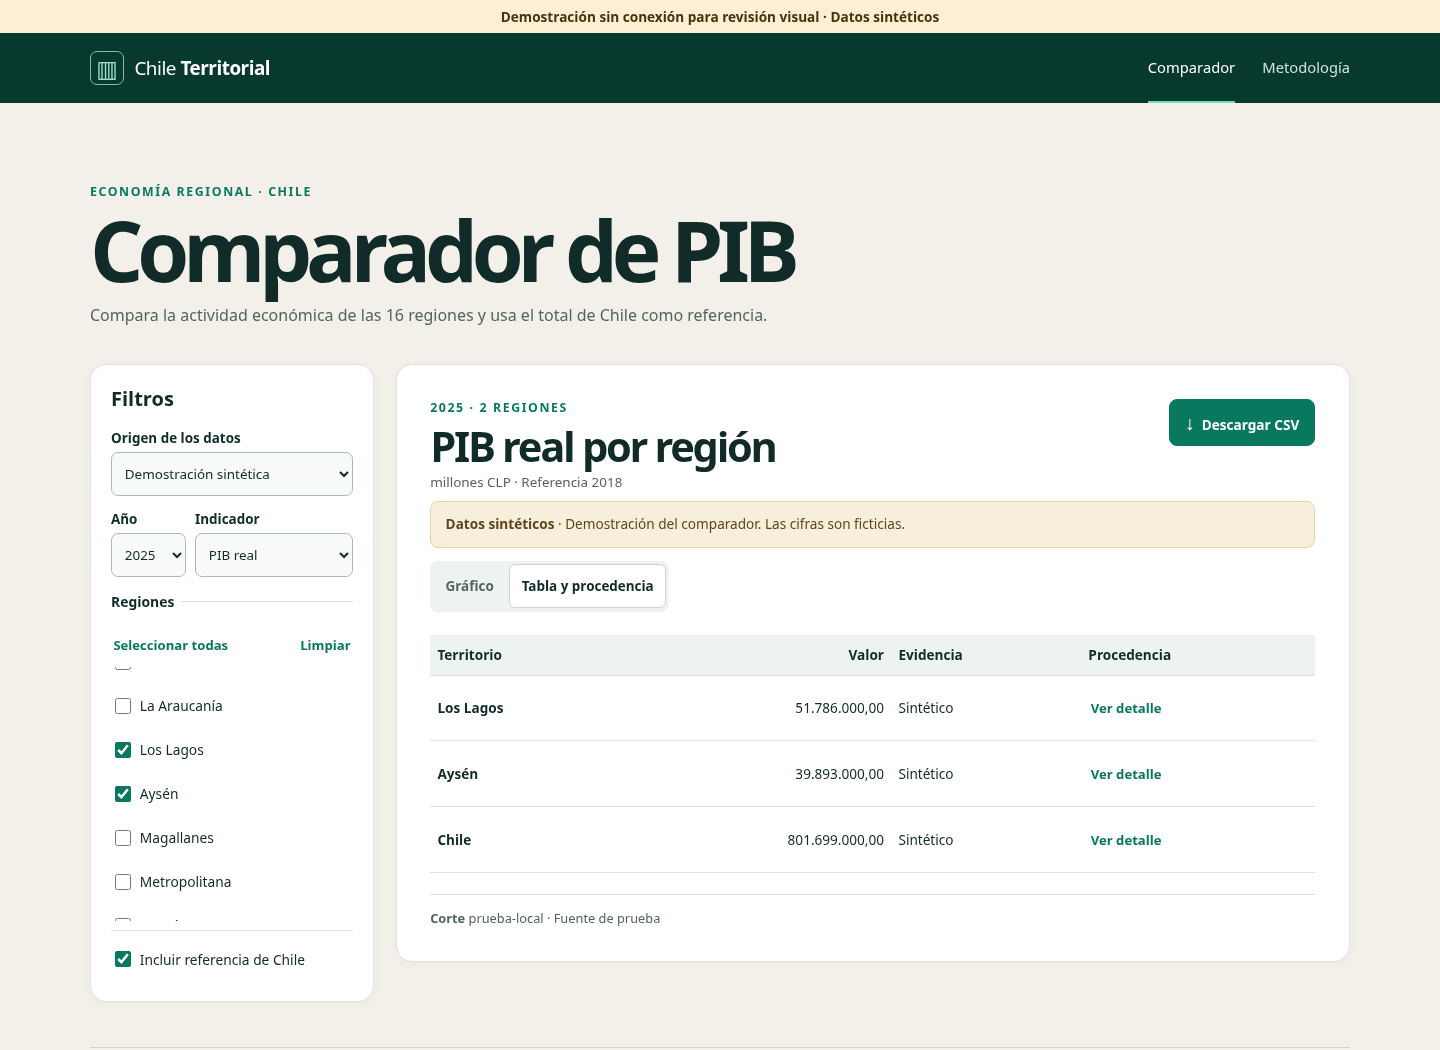 Demostración sin conexión para revisión visual · Datos sintéticos
Chile Territorial
Comparador
Metodología
ECONOMÍA REGIONAL · CHILE
Comparador de PIB
Compara la actividad económica de las 16 regiones y usa el total de Chile como referencia.
Filtros
Origen de los datos
Demostración sintética
Año
Indicador
2025
PIB real
Regiones
Seleccionar todas
Limpiar
La Araucanía
Los Lagos
Aysén
Magallanes
Metropolitana
Incluir referencia de Chile
2025 · 2 REGIONES
PIB real por región
millones CLP · Referencia 2018
↓ Descargar CSV
Datos sintéticos · Demostración del comparador. Las cifras son ficticias.
Gráfico
Tabla y procedencia
Territorio Valor Evidencia Procedencia
Los Lagos 51.786.000,00 Sintético Ver detalle
Aysén 39.893.000,00 Sintético Ver detalle
Chile 801.699.000,00 Sintético Ver detalle
Corte prueba-local · Fuente de prueba